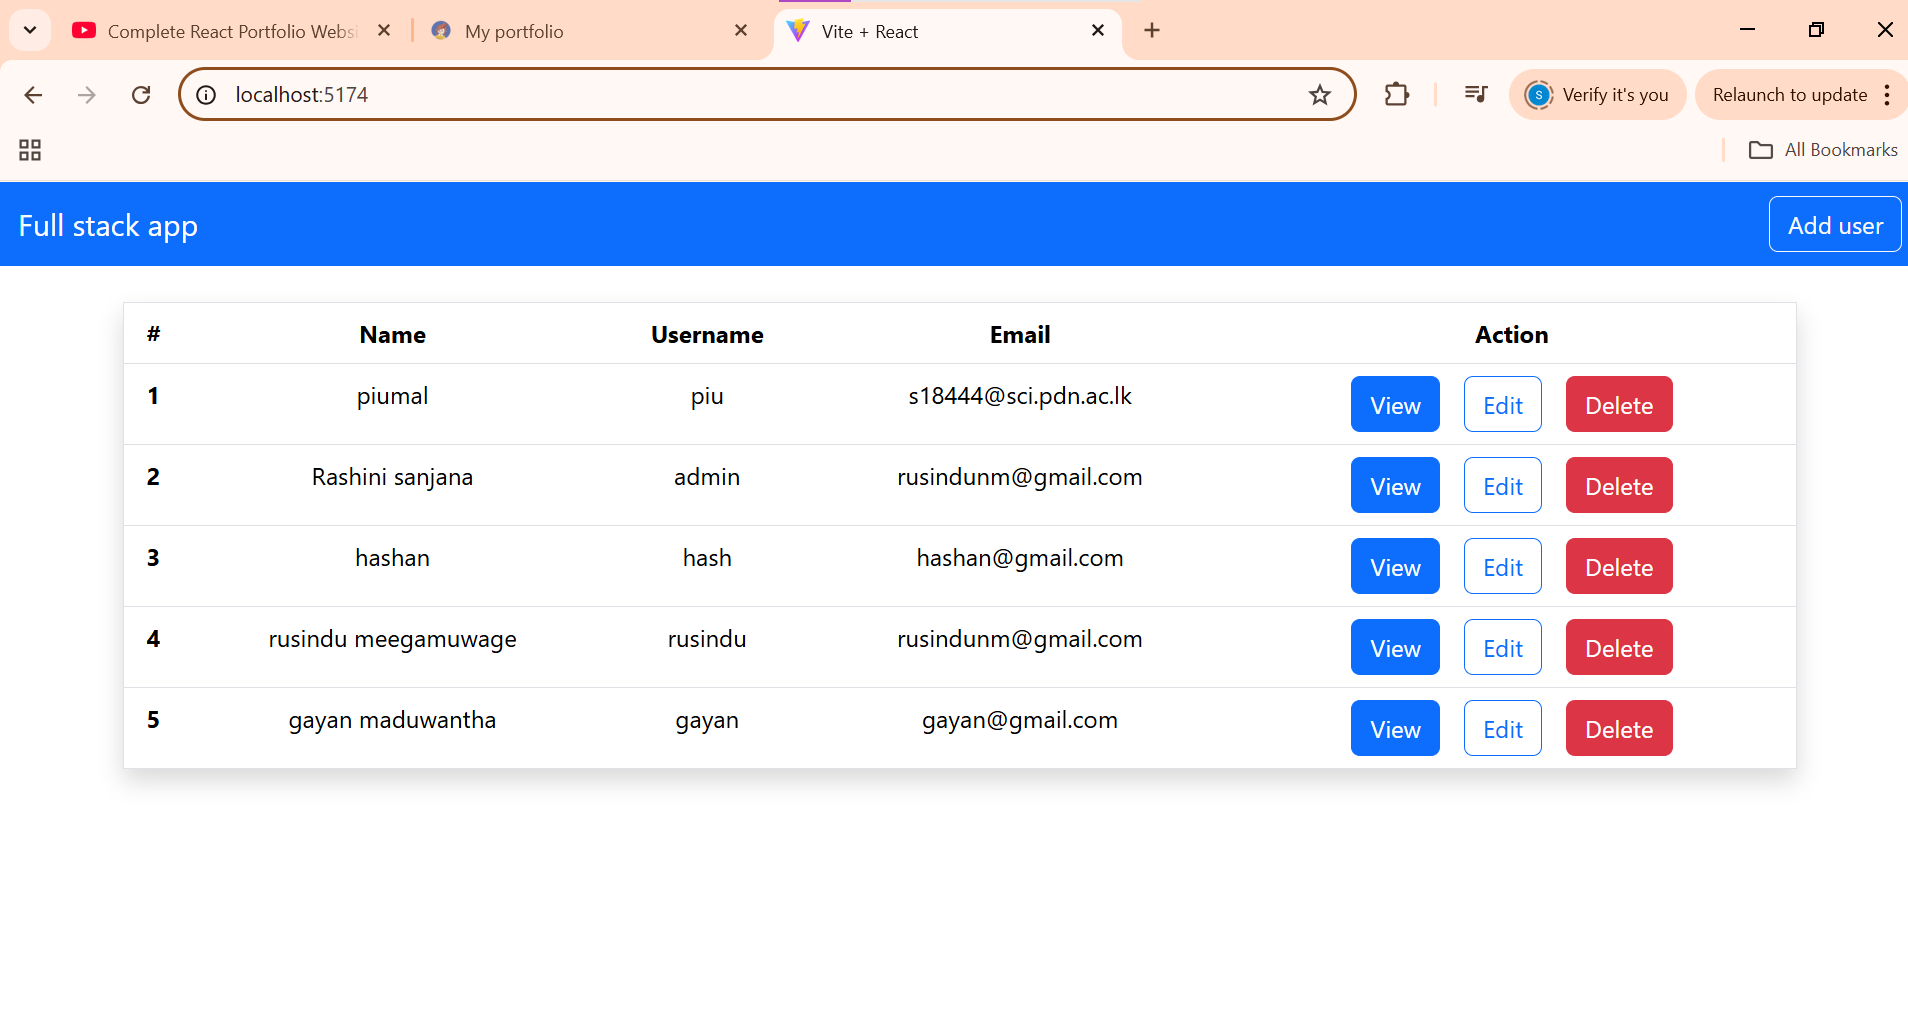 Complete React Portfolio Websi
My portfolio
Vite + React
localhost:5174
S
Verify it's you
Relaunch to update
All Bookmarks
Full stack app
Add user
# Name Username Email Action
1 piumal piu s18444@sci.pdn.ac.lk View Edit Delete
2 Rashini sanjana admin rusindunm@gmail.com View Edit Delete
3 hashan hash hashan@gmail.com View Edit Delete
4 rusindu meegamuwage rusindu rusindunm@gmail.com View Edit Delete
5 gayan maduwantha gayan gayan@gmail.com View Edit Delete